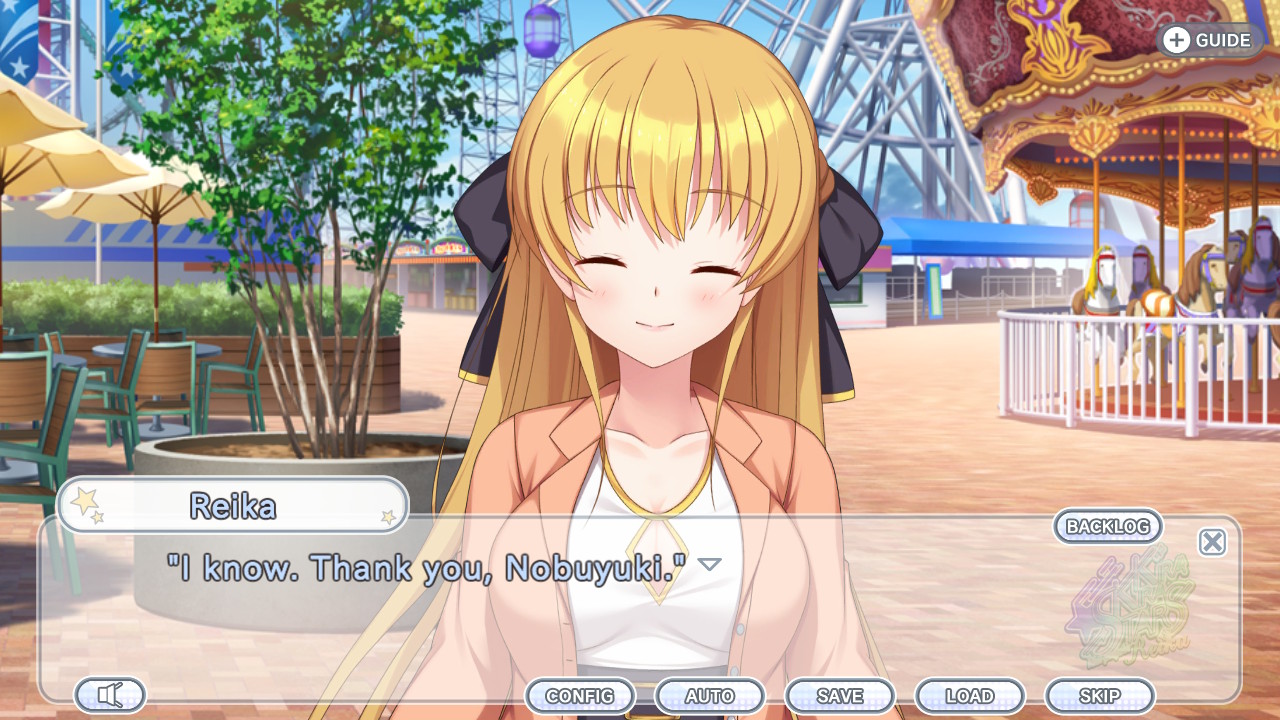 GUIDE
Reika
BACKLOG
"I know. Thank you, Nobuyuki."
CONFIG
AUTO
SAVE
LOAD
SKIP